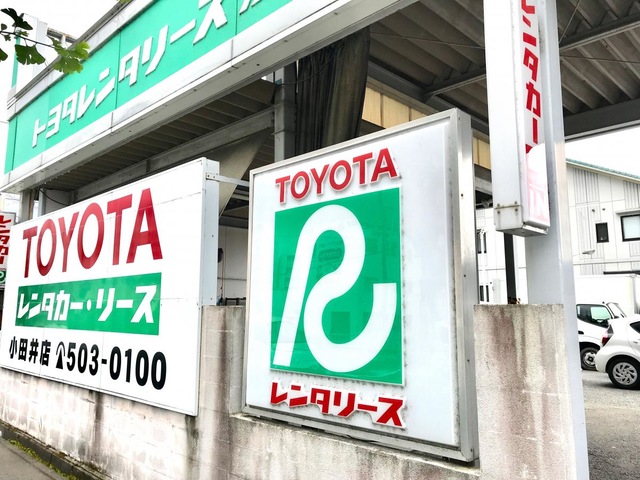 トヨタレンタリース
TOYOTA
レンタカー・リース
小田井店 ☎503-0100
TOYOTA
R
レンタリース
レンタカー